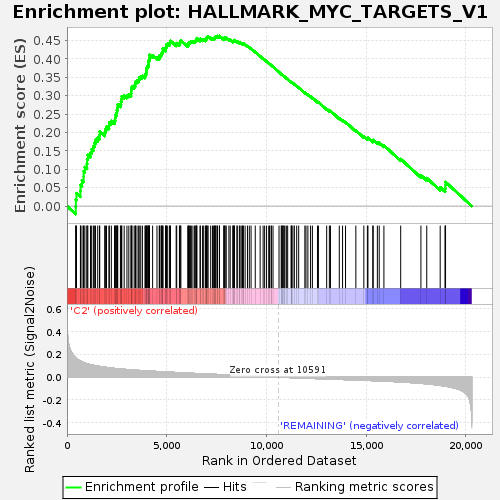 Enrichment plot: HALLMARK_MYC_TARGETS_V1
Enrichment score (ES)
0.45
0.40
0.35
0.30
0.25
0.20
0.15
0.10
0.05
0.00
'C2' (positively correlated)
Ranked list metric (Signal2Noise)
0.6
0.4
0.2
0.0
-0.2
-0.4
Zero cross at 10591
'REMAINING' (negatively correlated)
0
5,000
10,000
15,000
20,000
Rank in Ordered Dataset
Enrichment profile
Hits
Ranking metric scores